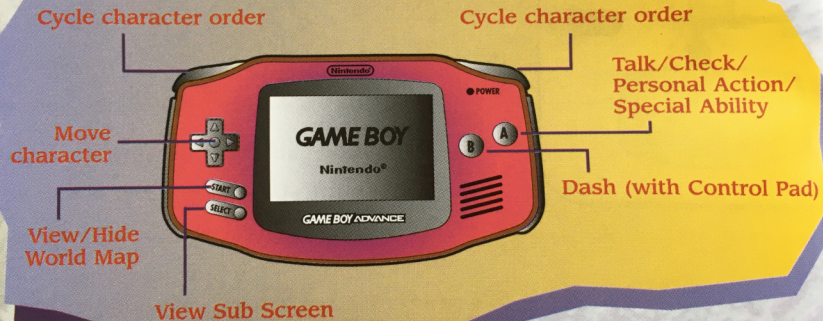 Cycle character order
Cycle character order
Nintendo
POWER
Talk/Check/
Personal Action/
Special Ability
A
B
Move
character
GAME BOY
Nintendo®
Dash (with Control Pad)
START
SELECT
GAME BOY ADVANCE
View/Hide
World Map
View Sub Screen